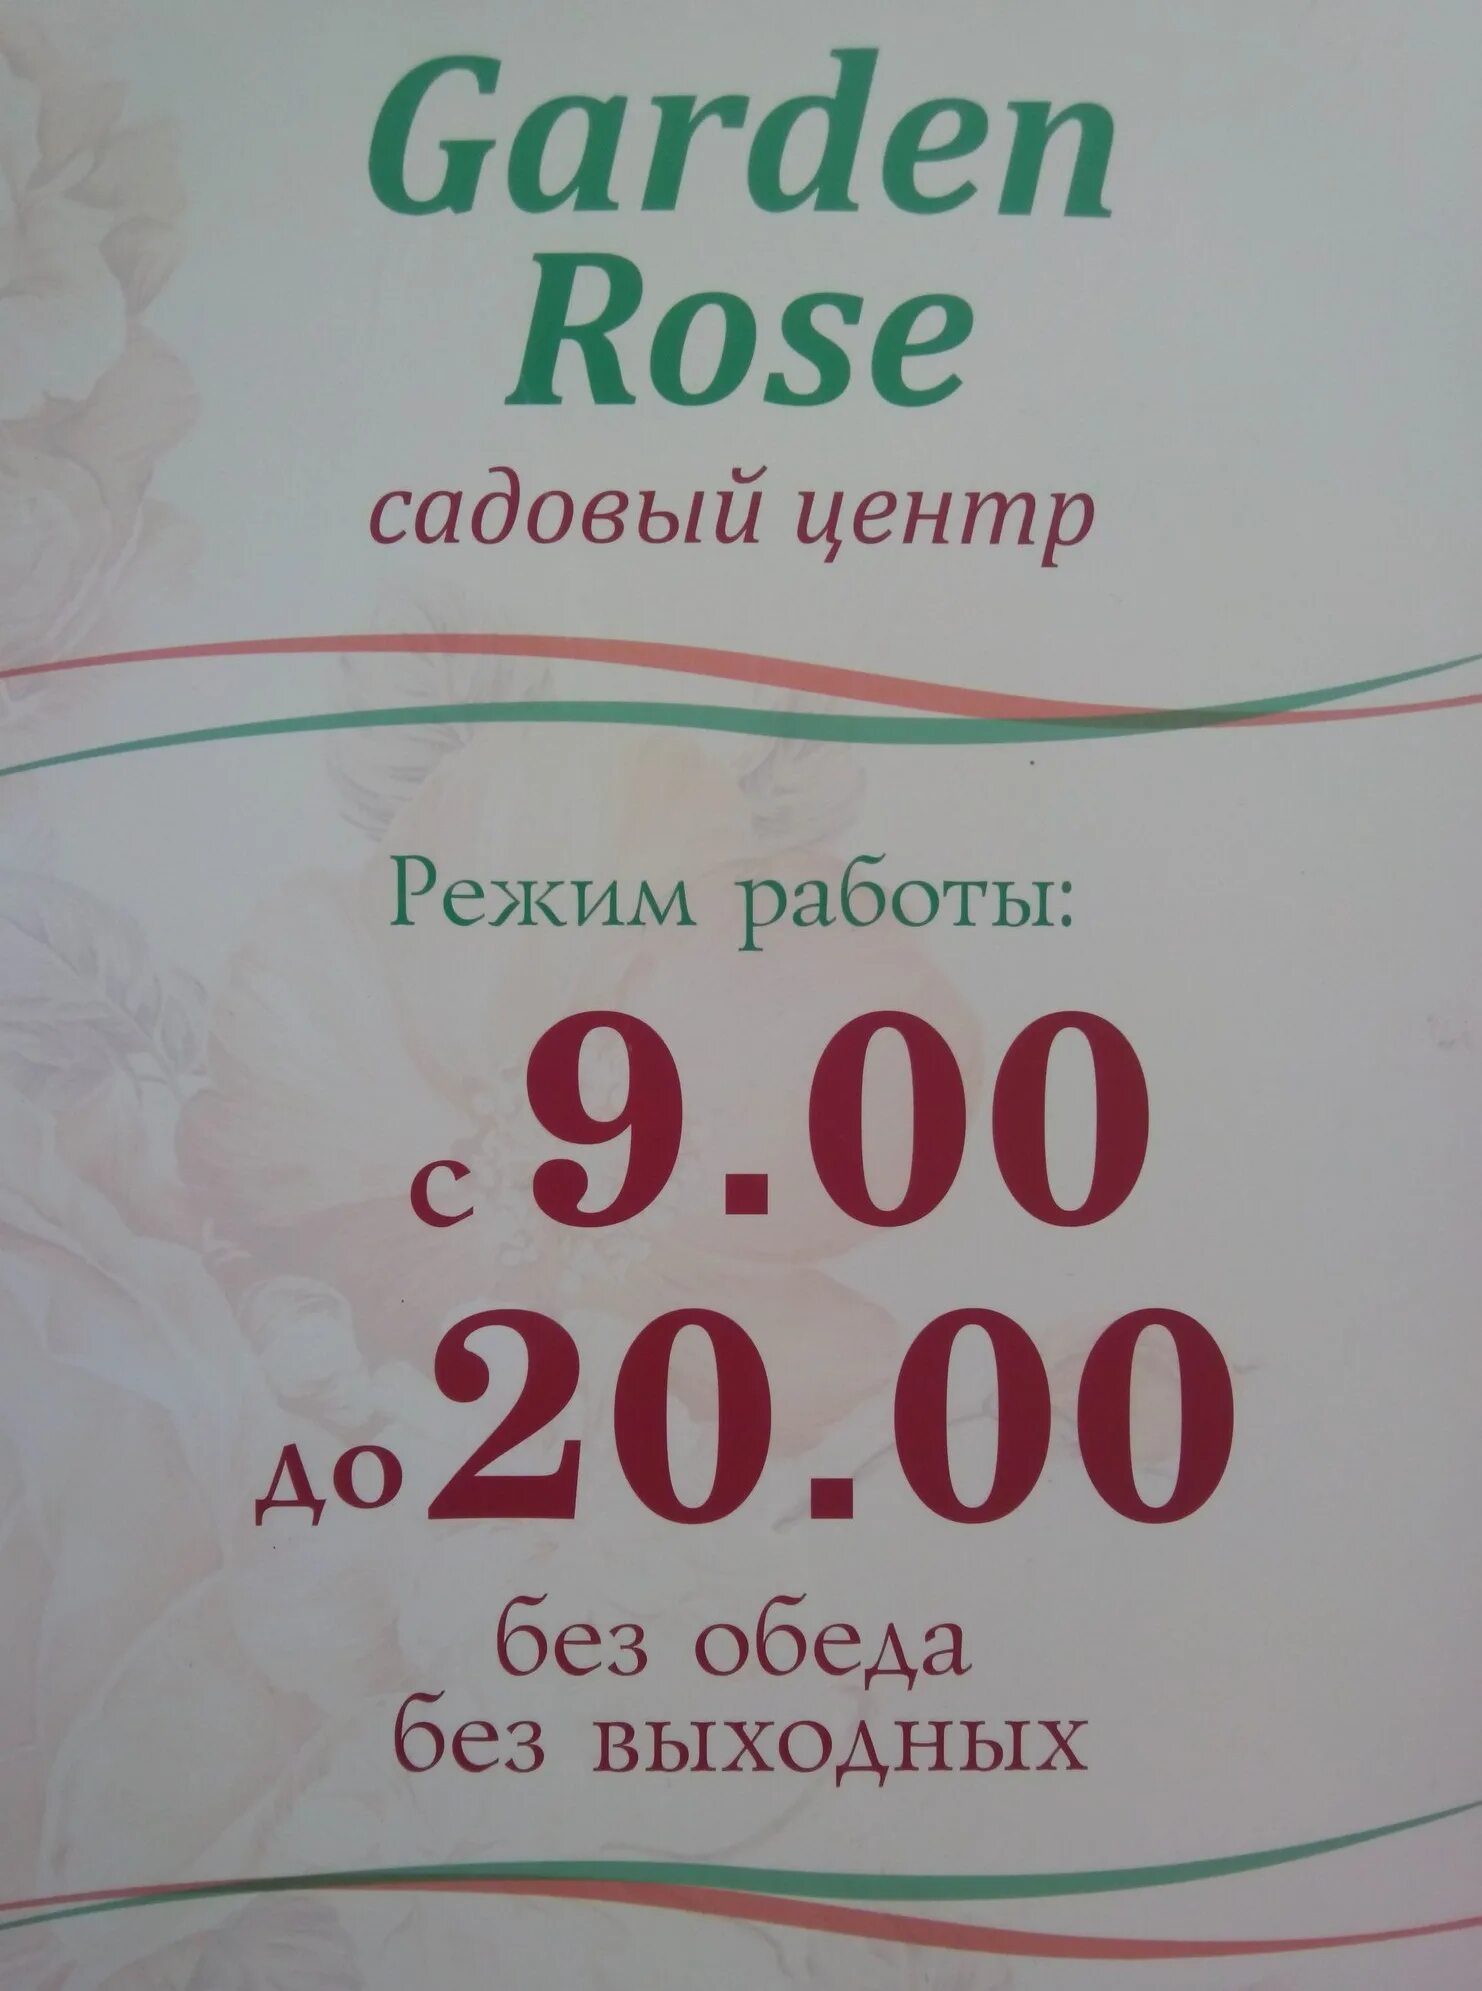 Garden
Rose
садовый центр
Режим работы:
с 9.00
до 20.00
без обеда
без выходных